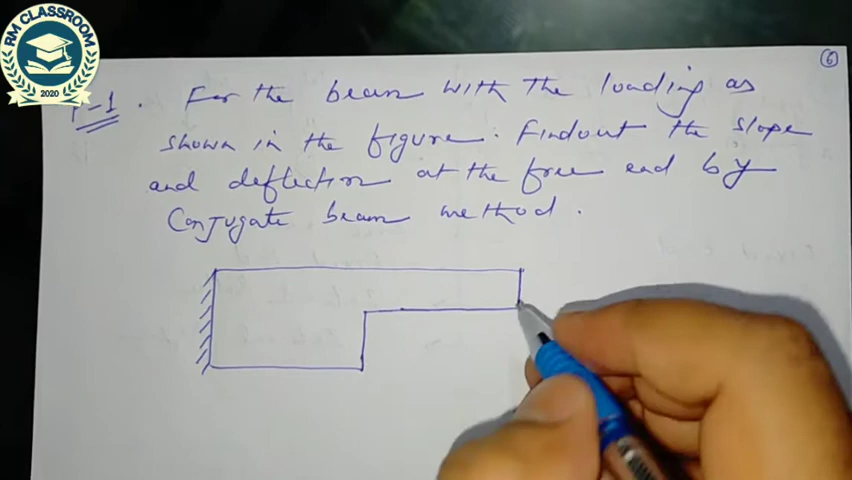 RM CLASSROOM
2020
6
P-1. For the beam with the loading as
shown in the figure. Findout the slope
and deflection at the free end by
Conjugate beam method.